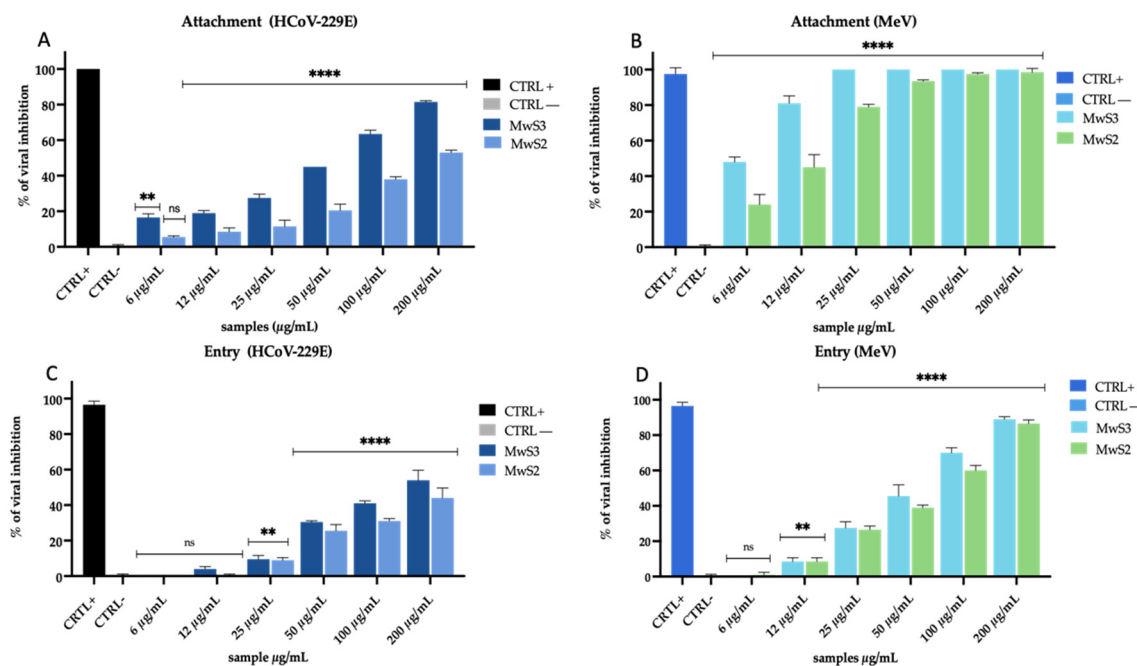 Attachment (HCoV-229E)
A
% of viral inhibition
100
80
60
40
20
0
**
ns
****
CTRL +
CTRL —
MwS3
MwS2
CTRL+
CTRL-
6 µg/mL
12 µg/mL
25 µg/mL
50 µg/mL
100 µg/mL
200 µg/mL
samples (µg/mL)
Attachment (MeV)
B
% of viral inhibition
100
80
60
40
20
0
****
CTRL+
CTRL —
MwS3
MwS2
CRTL+
CTRL-
6 µg/mL
12 µg/mL
25 µg/mL
50 µg/mL
100 µg/mL
200 µg/mL
sample µg/mL
Entry (HCoV-229E)
C
% of viral inhibition
100
80
60
40
20
0
ns
**
****
CTRL+
CTRL —
MwS3
MwS2
CRTL+
CTRL-
6 µg/mL
12 µg/mL
25 µg/mL
50 µg/mL
100 µg/mL
200 µg/mL
sample µg/mL
Entry (MeV)
D
% of viral inhibition
100
80
60
40
20
0
ns
**
****
CTRL+
CTRL —
MwS3
MwS2
CRTL+
CTRL-
6 µg/mL
12 µg/mL
25 µg/mL
50 µg/mL
100 µg/mL
200 µg/mL
samples µg/mL